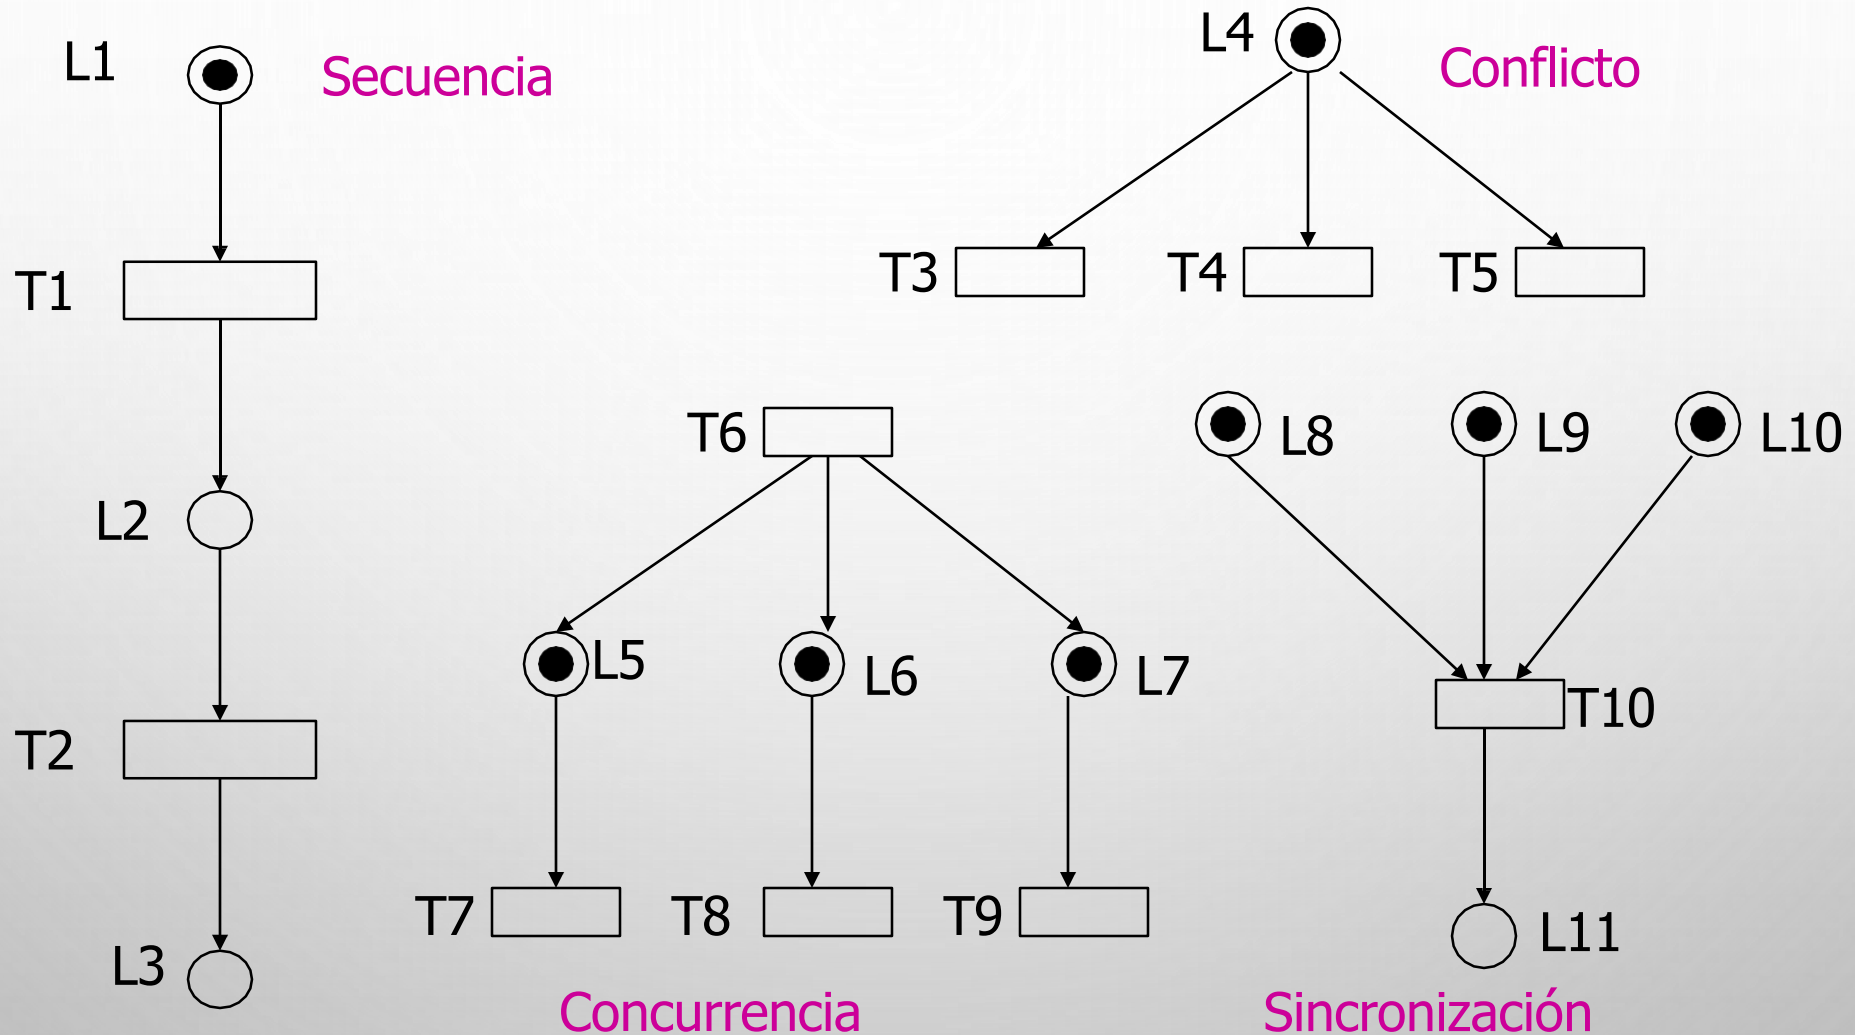 L1
Secuencia
T1
L2
T2
L3
L4
Conflicto
T3
T4
T5
T6
L5
L6
L7
T7
T8
T9
Concurrencia
L8
L9
L10
T10
L11
Sincronización